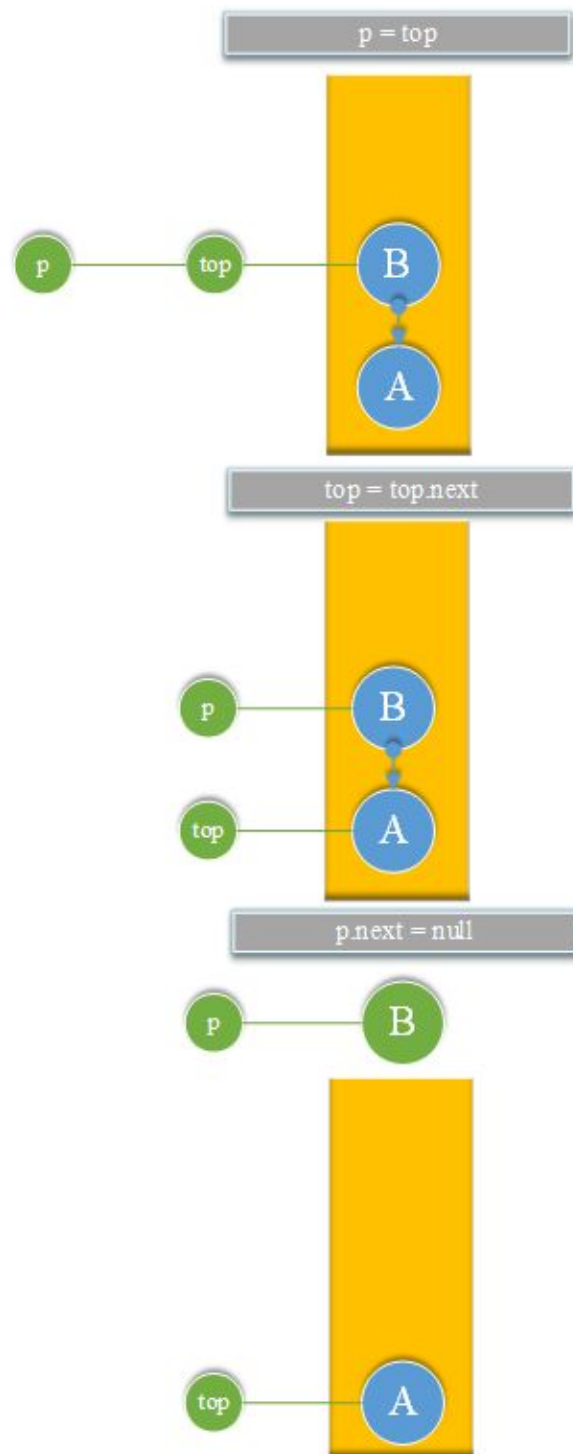 p = top
p top B
A
top = top.next
p B
top A
p.next = null
p B
top A